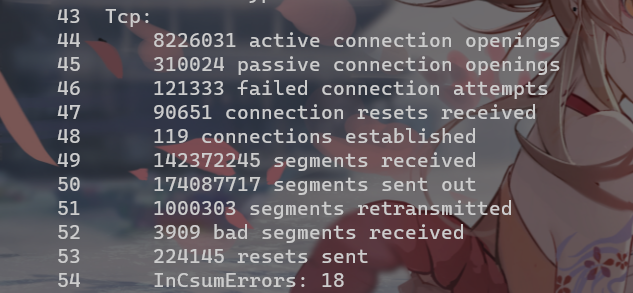 43 Tcp:
44 8226031 active connection openings
45 310024 passive connection openings
46 121333 failed connection attempts
47 90651 connection resets received
48 119 connections established
49 142372245 segments received
50 174087717 segments sent out
51 1000303 segments retransmitted
52 3909 bad segments received
53 224145 resets sent
54 InCsumErrors: 18